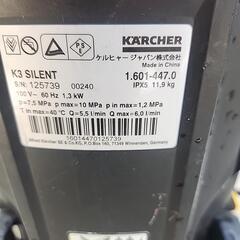 KÄRCHER
ケルヒャー ジャパン株式会社
Made in China
K3 SILENT
1.601-447.0
S/N: 125739 00240
IPX5 11,9 kg
100 V~ 60 Hz 1,3 kW
p=7,5 MPa p max=10 MPa p in max=1,2 MPa
T in max=40 °C Q=5,5 l/min Q max=6,0 l/min
Alfred Kärcher SE & Co. KG, P.O.Box 160, 71349 Winnenden, Germany
16014470125739